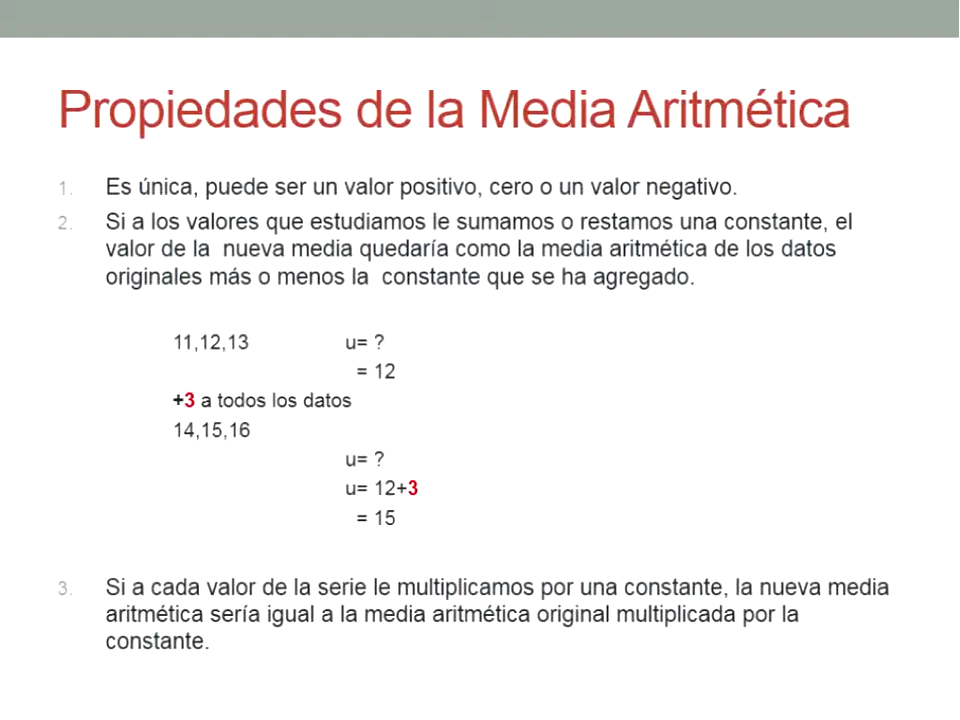 Propiedades de la Media Aritmética
1. Es única, puede ser un valor positivo, cero o un valor negativo.
2. Si a los valores que estudiamos le sumamos o restamos una constante, el
valor de la nueva media quedaría como la media aritmética de los datos
originales más o menos la constante que se ha agregado.
11,12,13 u= ?
= 12
+3 a todos los datos
14,15,16
u= ?
u= 12+3
= 15
3. Si a cada valor de la serie le multiplicamos por una constante, la nueva media
aritmética sería igual a la media aritmética original multiplicada por la
constante.